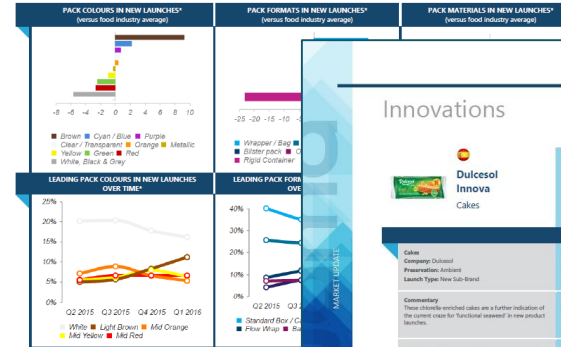 PACK COLOURS IN NEW LAUNCHES*
(versus food industry average)
-8 -6 -4 -2 0 2 4 6 8 10
Brown Cyan / Blue Purple
Clear / Transparent Orange Metallic
Yellow Green Red
White, Black & Grey
PACK FORMATS IN NEW LAUNCHES*
(versus food industry average)
-25 -20 -15 -10
Wrapper / Bag
Blister pack
Rigid Container
PACK MATERIALS IN NEW LAUNCHES*
(versus food industry average)
LEADING PACK COLOURS IN NEW LAUNCHES
OVER TIME*
25%
20%
15%
10%
5%
0%
Q2 2015 Q3 2015 Q4 2015 Q1 2016
White Light Brown Mid Orange
Mid Yellow Mid Red
LEADING PACK
40%
30%
20%
10%
0%
Q2 2015
Standard Box /
Flow Wrap
MARKET UPDATE
Innovations
Dulcesol
Dulcesol
Innova
Cakes
Cakes
Company: Dulcesol
Preservation: Ambient
Launch Type: New Sub-Brand
Commentary
These chlorella-enriched cakes are a further indication of
the current craze for 'functional seaweed' in new product
launches.